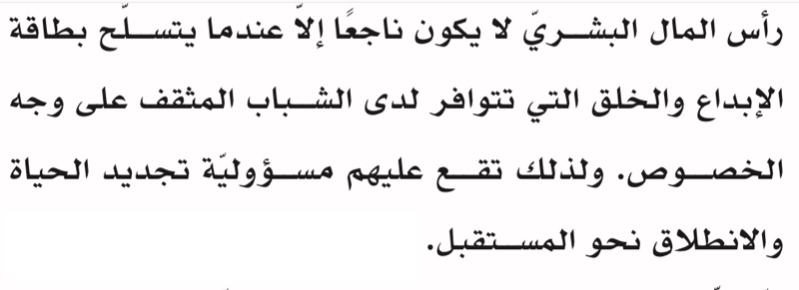 رأس المال البشريّ لا يكون ناجعًا إلاّ عندما يتسلّح بطاقة
الإبداع والخلق التي تتوافر لدى الشباب المثقف على وجه
الخصوص. ولذلك تقع عليهم مسؤوليّة تجديد الحياة
والانطلاق نحو المستقبل.